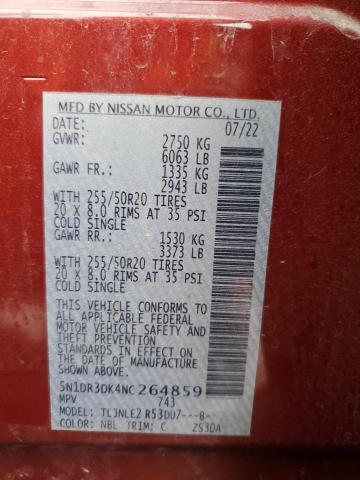 MFD BY NISSAN MOTOR CO., LTD.
DATE: 07/22
GVWR: 2750 KG
6063 LB
GAWR FR: 1335 KG
2943 LB
WITH 255/50R20 TIRES
20 X 8.0 RIMS AT 35 PSI
COLD SINGLE
GAWR RR: 1530 KG
3373 LB
WITH 255/50R20 TIRES
20 X 8.0 RIMS AT 35 PSI
COLD SINGLE
THIS VEHICLE CONFORMS TO
ALL APPLICABLE FEDERAL
MOTOR VEHICLE SAFETY
AND THEFT PREVENTION
STANDARDS IN EFFECT ON
THE DATE OF MANUFACTURE
SHOWN ABOVE.
5N1DR3DK4NC264859
MPV 743
MODEL: TLJNLE2 R53DU7---B-
COLOR: NBL TRIM: C 2530A